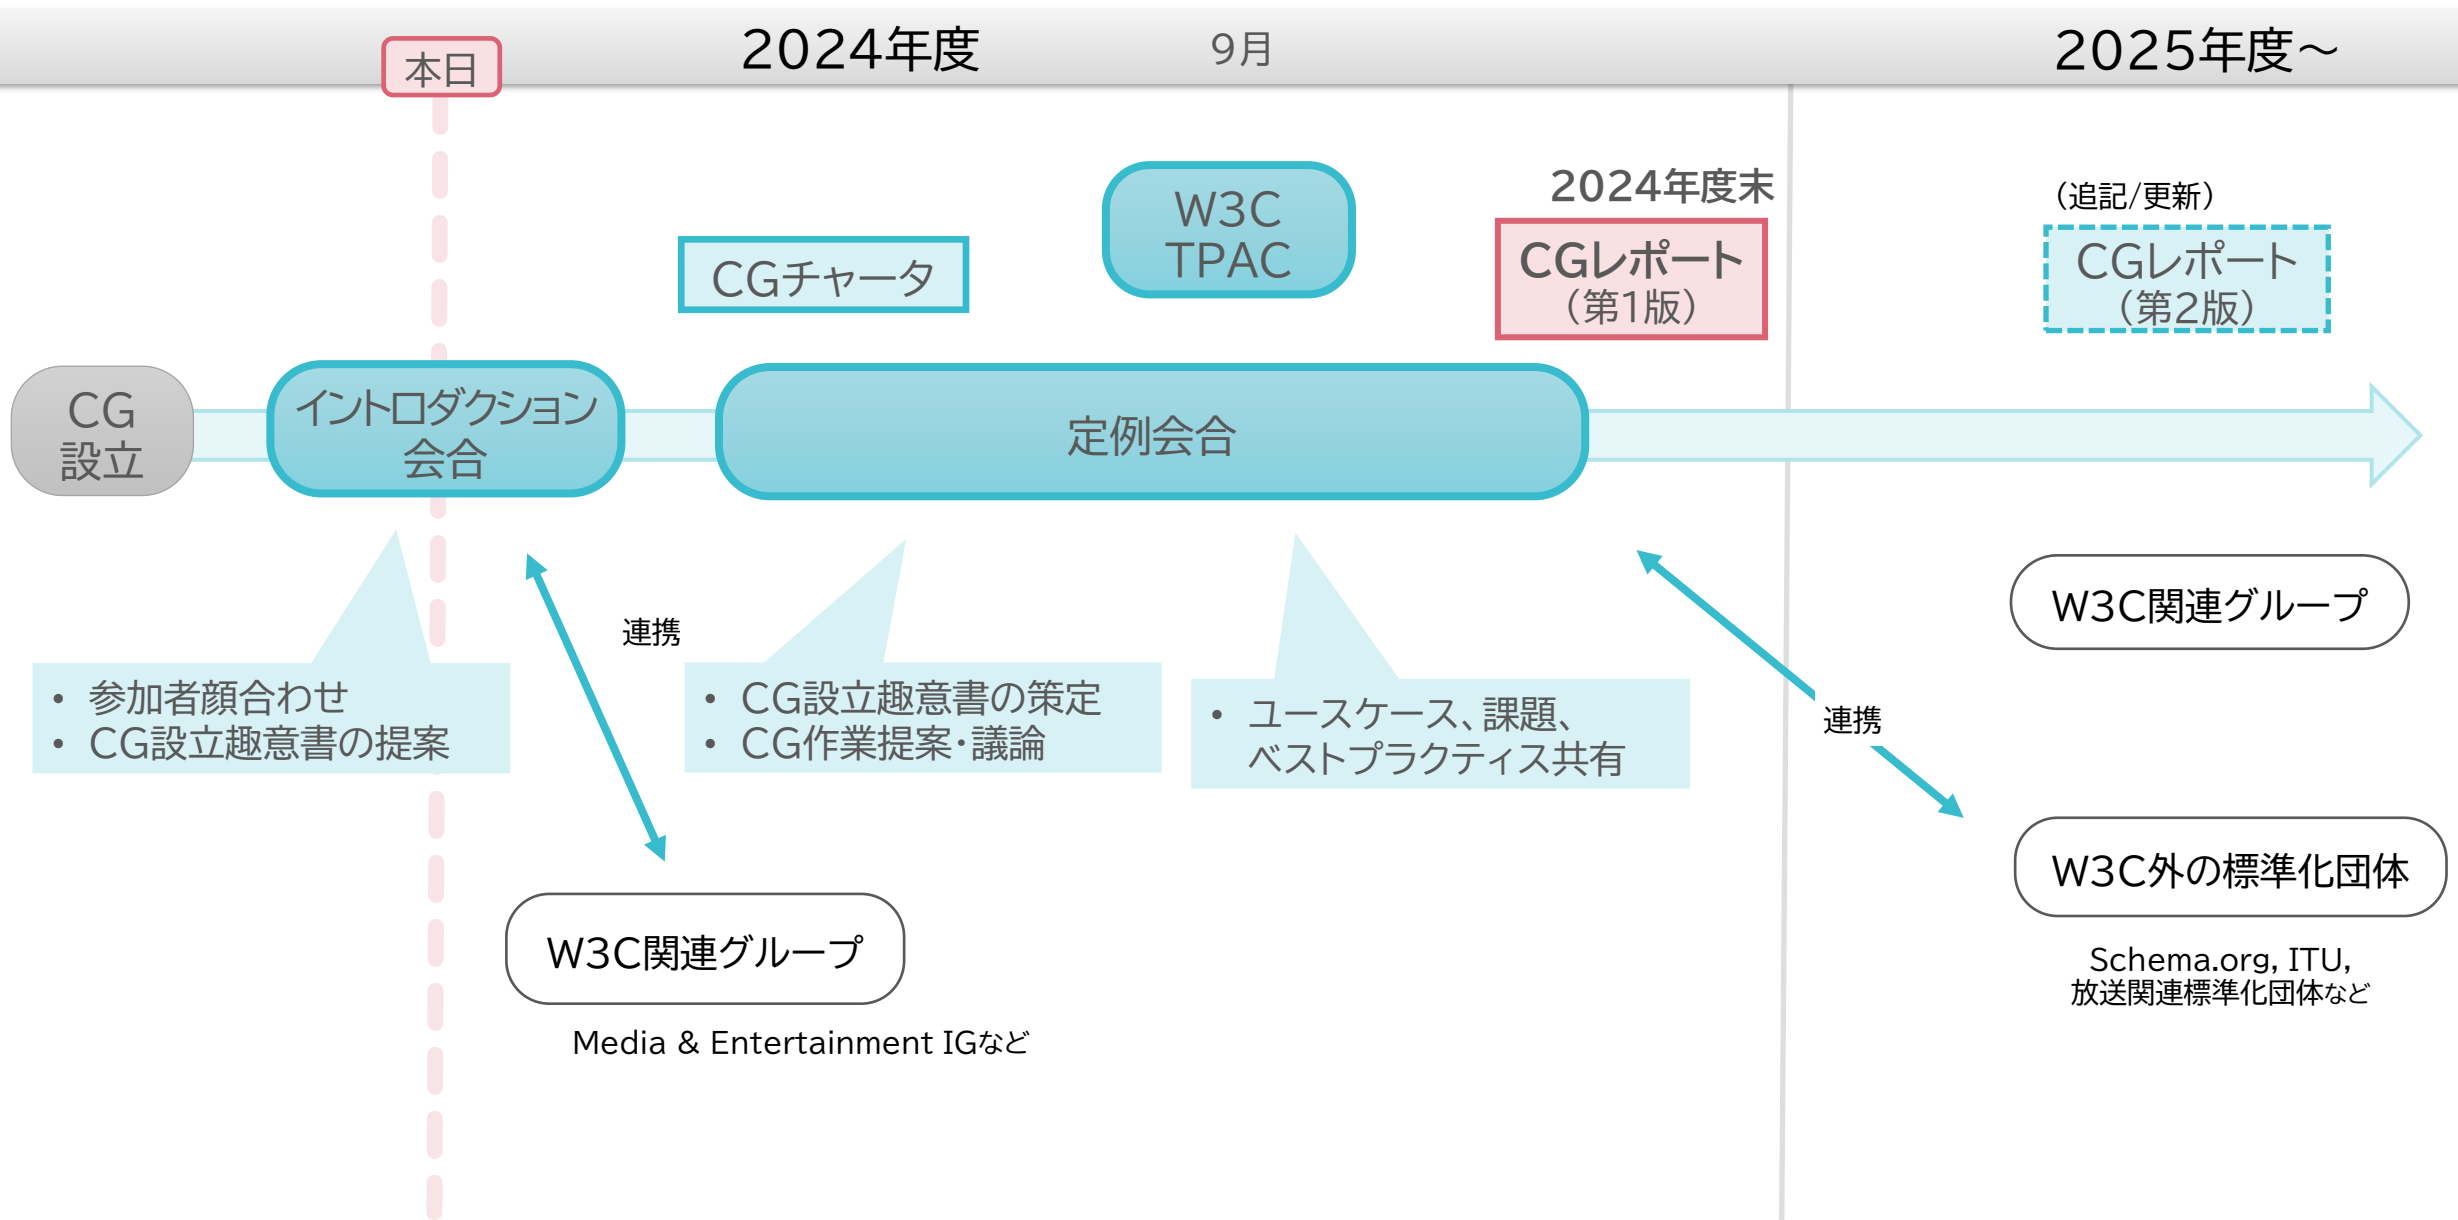 本日
2024年度
9月
2025年度～
2024年度末
（追記/更新）
W3C
TPAC
CGチャータ
CGレポート
（第1版）
CGレポート
（第2版）
CG
設立
イントロダクション
会合
定例会合
連携
• 参加者顔合わせ
• CG設立趣意書の提案
• CG設立趣意書の策定
• CG作業提案・議論
• ユースケース、課題、
ベストプラクティス共有
連携
W3C関連グループ
W3C外の標準化団体
Schema.org, ITU,
放送関連標準化団体など
W3C関連グループ
Media & Entertainment IGなど